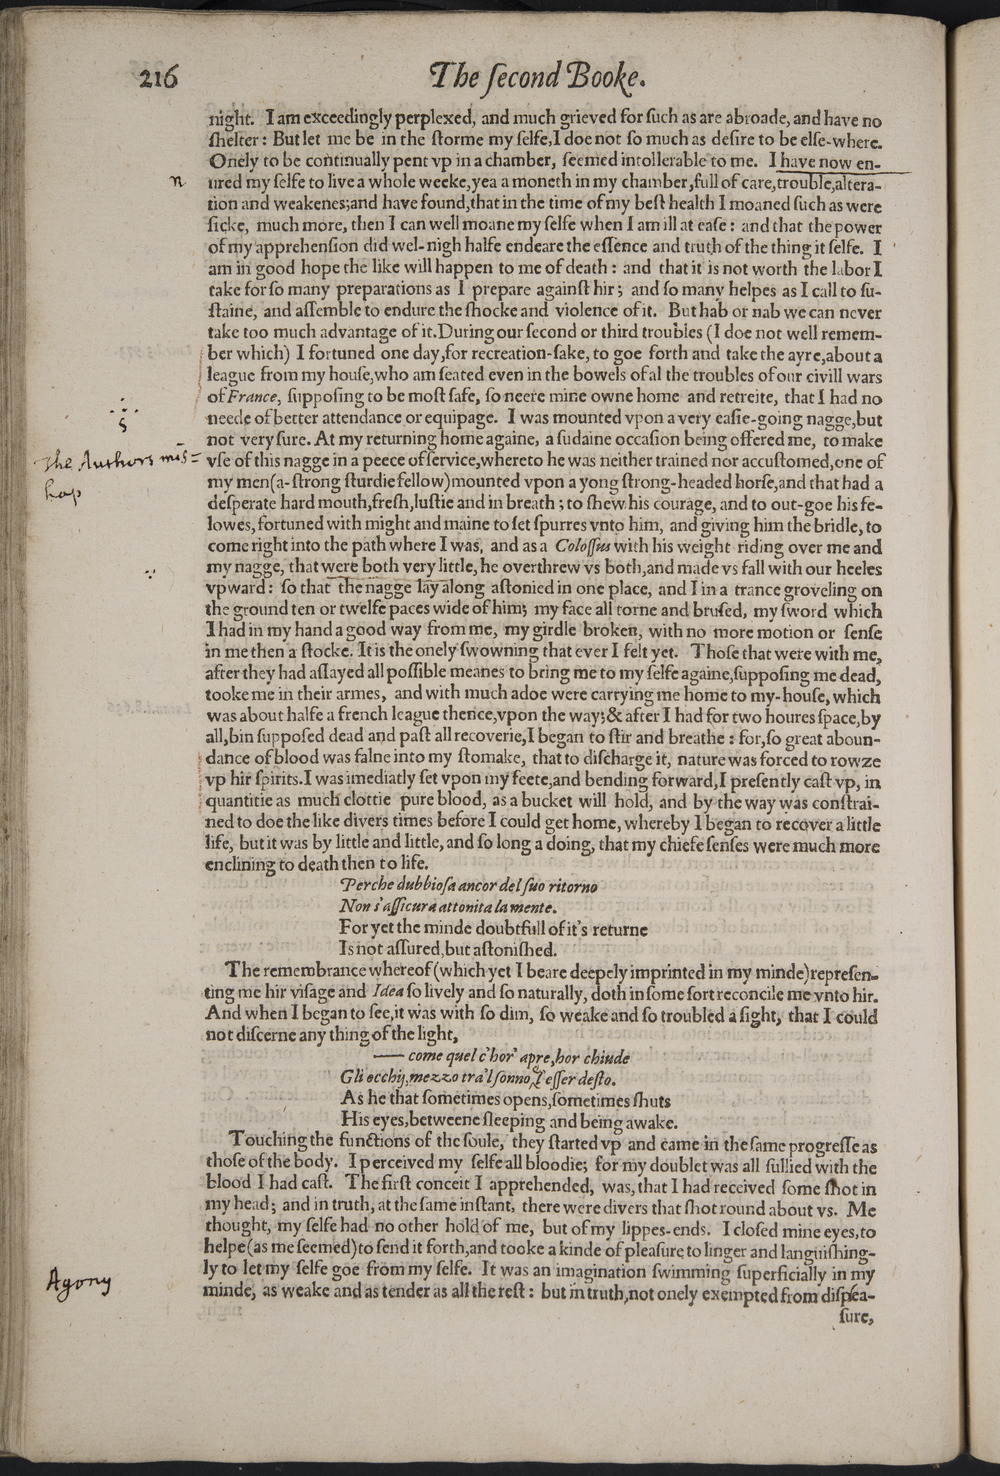 216
The ſecond Booke.
night. I am exceedingly perplexed, and much grieved for ſuch as are abroade, and have no
ſhelter: But let me be in the ſtorme my ſelfe, I doe not ſo much as deſire to be elſe-where.
Onely to be continually pent vp in a chamber, ſeemed intollerable to me. I have now en-
n
ured my ſelfe to live a whole weeke, yea a moneth in my chamber, full of care, trouble, altera-
tion and weakenes; and have found, that in the time of my beſt health I moaned ſuch as were
ſicke, much more, then I can well moane my ſelfe when I am ill at eaſe: and that the power
of my apprehenſion did wel-nigh halfe endeare the eſſence and truth of the thing it ſelfe. I
am in good hope the like will happen to me of death: and that it is not worth the labor I
take for ſo many preparations as I prepare againſt hir; and ſo many helpes as I call to ſu-
ſtaine, and aſſemble to endure the ſhocke and violence of it. But hab or nab we can never
take too much advantage of it. During our ſecond or third troubles (I doe not well remem-
ber which) I fortuned one day, for recreation-ſake, to goe forth and take the ayre, about a
league from my houſe, who am ſeated even in the bowels of al the troubles of our civill wars
of France, ſuppoſing to be moſt ſafe, ſo neere mine owne home and retreite, that I had no
neede of better attendance or equipage. I was mounted vpon a very eaſie-going nagge, but
not very ſure. At my returning home againe, a ſudaine occaſion being offered me, to make
The Authors mis=
hap
vſe of this nagge in a peece of ſervice, whereto he was neither trained nor accuſtomed, one of
my men (a-ſtrong ſturdie fellow) mounted vpon a yong ſtrong-headed horſe, and that had a
deſperate hard mouth, freſh, luſtie and in breath; to ſhew his courage, and to out-goe his fe-
lowes, fortuned with might and maine to ſet ſpurres vnto him, and giving him the bridle, to
come right into the path where I was, and as a Coloſſus with his weight riding over me and
my nagge, that were both very little, he overthrew vs both, and made vs fall with our heeles
vpward: ſo that the nagge lay along aſtonied in one place, and I in a trance groveling on
the ground ten or twelfe paces wide of him; my face all torne and bruſed, my ſword which
I had in my hand a good way from me, my girdle broken, with no more motion or ſenſe
in me then a ſtocke. It is the onely ſwowning that ever I felt yet. Thoſe that were with me,
after they had aſſayed all poſſible meanes to bring me to my ſelfe againe, ſuppoſing me dead,
tooke me in their armes, and with much adoe were carrying me home to my-houſe, which
was about halfe a french league thence, vpon the way; & after I had for two houres ſpace, by
all, bin ſuppoſed dead and paſt all recoverie, I began to ſtir and breathe: for, ſo great aboun-
dance of blood was falne into my ſtomake, that to diſcharge it, nature was forced to rowze
vp hir ſpirits. I was imediatly ſet vpon my feete, and bending forward, I preſently caſt vp, in
quantitie as much clottie pure blood, as a bucket will hold, and by the way was conſtrai-
ned to doe the like divers times before I could get home, whereby I began to recover a little
life, but it was by little and little, and ſo long a doing, that my chiefe ſenſes were much more
enclining to death then to life.
Perche dubbioſa ancor del ſuo ritorno
Non s'aſſicura attonita la mente.
For yet the minde doubtfull of it's returne
Is not aſſured, but aſtoniſhed.
The remembrance whereof (which yet I beare deepely imprinted in my minde) repreſen-
ting me hir viſage and Idea ſo lively and ſo naturally, doth in ſome ſort reconcile me vnto hir.
And when I began to ſee, it was with ſo dim, ſo weake and ſo troubled a ſight, that I could
not diſcerne any thing of the light,
—— come quel c'hor' apre, hor chiude
Gli occhij, mezzo tra'l ſonno, e l'eſſer deſto.
As he that ſometimes opens, ſometimes ſhuts
His eyes, betweene ſleeping and being awake.
Touching the functions of the ſoule, they ſtarted vp and came in the ſame progreſſe as
thoſe of the body. I perceived my ſelfe all bloodie; for my doublet was all ſullied with the
blood I had caſt. The firſt conceit I apprehended, was, that I had received ſome ſhot in
my head; and in truth, at the ſame inſtant, there were divers that ſhot round about vs. Me
thought, my ſelfe had no other hold of me, but of my lippes-ends. I cloſed mine eyes, to
helpe (as me ſeemed) to ſend it forth, and tooke a kinde of pleaſure to linger and languiſhing-
Agony
ly to let my ſelfe goe from my ſelfe. It was an imagination ſwimming ſuperficially in my
minde, as weake and as tender as all the reſt: but in truth, not onely exempted from diſplea-
ſure,